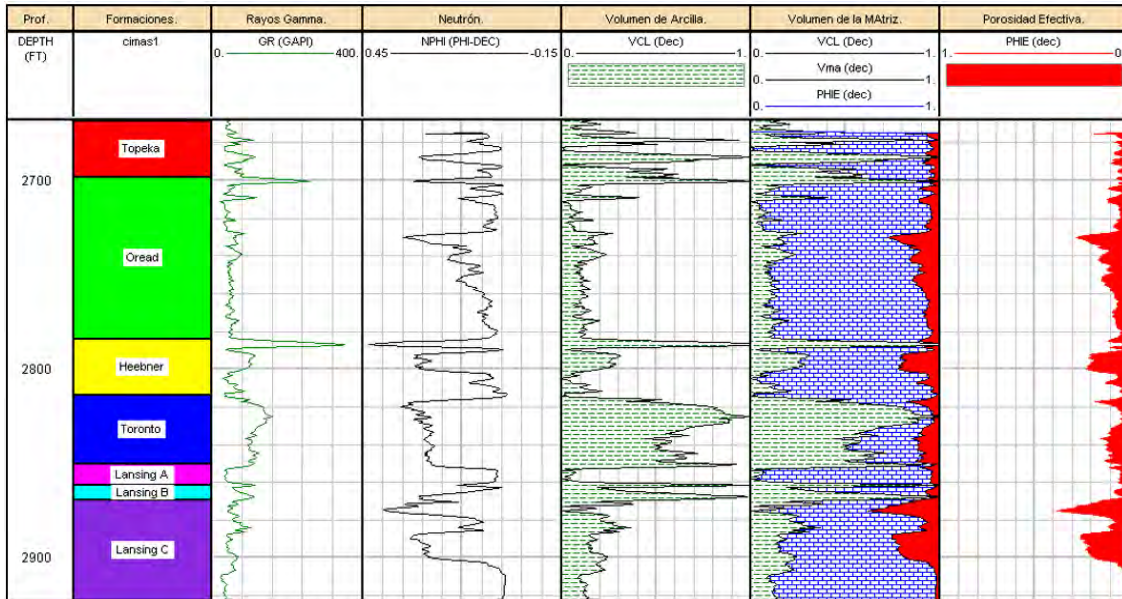 Prof. Formaciones. Rayos Gamma. Neutrón. Volumen de Arcilla. Volumen de la MAtriz. Porosidad Efectiva.
DEPTH (FT)
cimas1
GR (GAPI)
0. 400.
NPHI (PHI-DEC)
0.45 -0.15
VCL (Dec)
0. 1.
VCL (Dec)
0. 1.
Vma (dec)
0. 1.
PHIE (dec)
0. 1.
PHIE (dec)
1. 0.
Topeka
2700
Oread
2800
Heebner
Toronto
Lansing A
Lansing B
Lansing C
2900